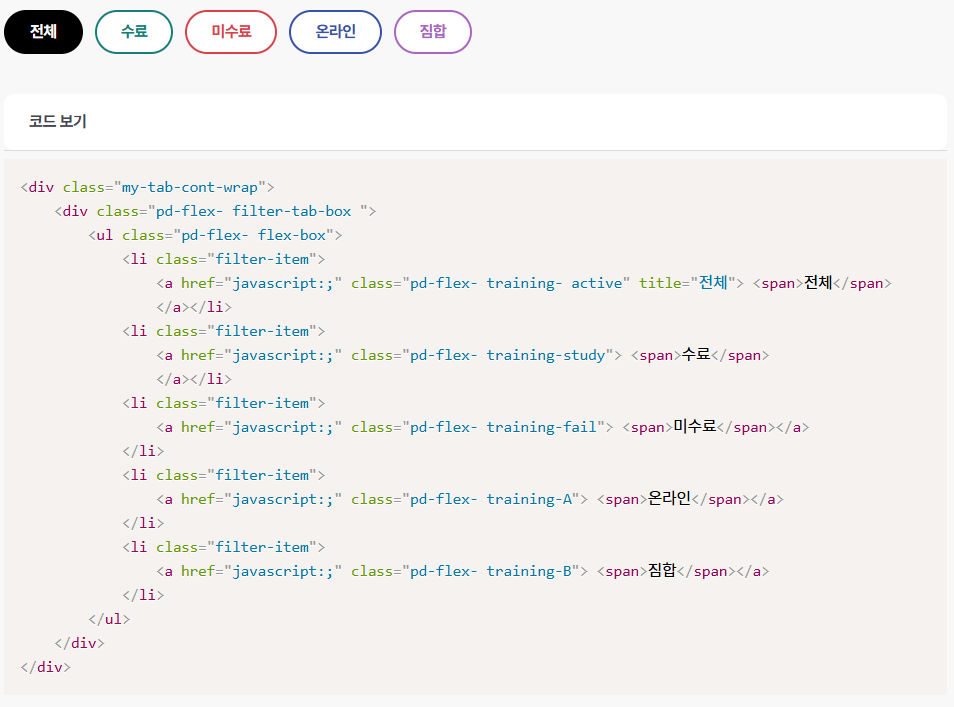 전체 수료 미수료 온라인 짐합
코드 보기
<div class="my-tab-cont-wrap">
<div class="pd-flex- filter-tab-box ">
<ul class="pd-flex- flex-box">
<li class="filter-item">
<a href="javascript:;" class="pd-flex- training- active" title="전체"> <span>전체</span>
</a></li>
<li class="filter-item">
<a href="javascript:;" class="pd-flex- training-study"> <span>수료</span>
</a></li>
<li class="filter-item">
<a href="javascript:;" class="pd-flex- training-fail"> <span>미수료</span></a>
</li>
<li class="filter-item">
<a href="javascript:;" class="pd-flex- training-A"> <span>온라인</span></a>
</li>
<li class="filter-item">
<a href="javascript:;" class="pd-flex- training-B"> <span>짐합</span></a>
</li>
</ul>
</div>
</div>